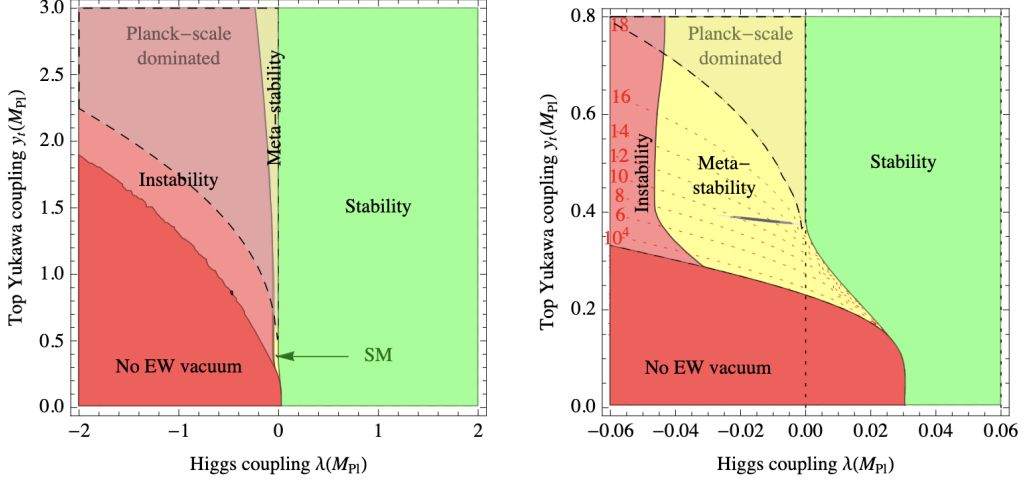 3.0
2.5
2.0
1.5
1.0
0.5
0.0
Top Yukawa coupling yₜ(M_Pl)
Planck−scale
dominated
Meta−stability
Instability
Stability
SM
No EW vacuum
−2
−1
0
1
2
Higgs coupling λ(M_Pl)
0.8
0.6
0.4
0.2
0.0
Top Yukawa coupling yₜ(M_Pl)
18
Planck−scale
dominated
16
14
12
10
8
6
10⁴
Instability
Meta−
stability
Stability
No EW vacuum
−0.06
−0.04
−0.02
0.00
0.02
0.04
0.06
Higgs coupling λ(M_Pl)